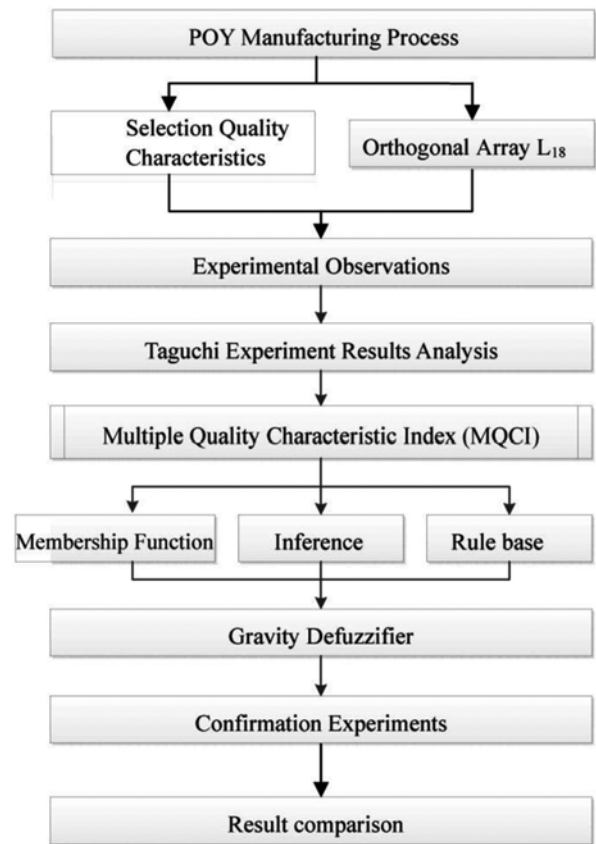 POY Manufacturing Process
Selection Quality
Characteristics
Orthogonal Array L₁₈
Experimental Observations
Taguchi Experiment Results Analysis
Multiple Quality Characteristic Index (MQCI)
Membership Function
Inference
Rule base
Gravity Defuzzifier
Confirmation Experiments
Result comparison